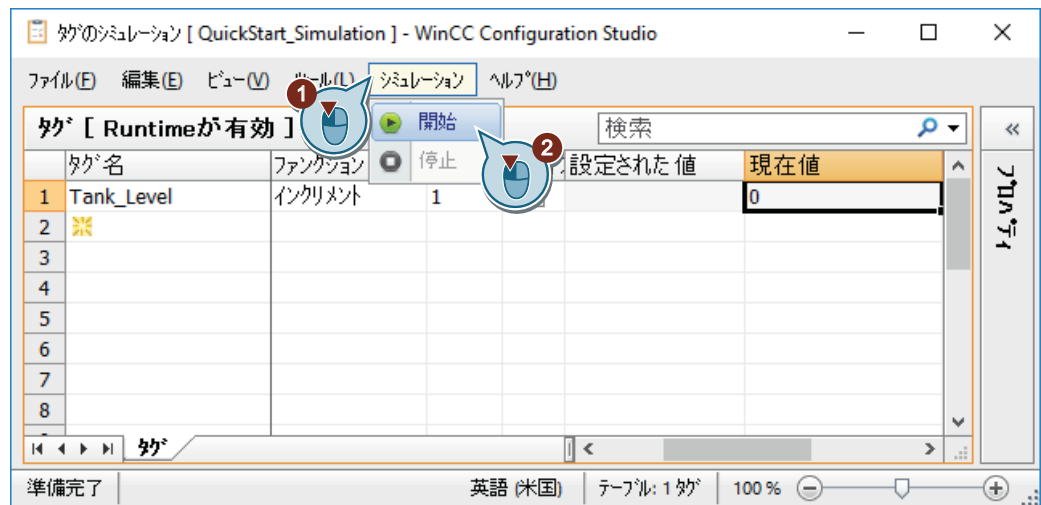 タグのシミュレーション [ QuickStart_Simulation ] - WinCC Configuration Studio
ファイル(F) 編集(E) ビュー(V) ツール(L) シミュレーション ヘルプ(H)
1
タグ [ Runtimeが有効 ] 開始 検索
2
タグ名 ファンクション 停止 設定された値 現在値
1 Tank_Level インクリメント 1 0
2
3
4
5
6
7
8
タグ
準備完了 英語 (米国) テーブル: 1 タグ 100 %
プロパティ